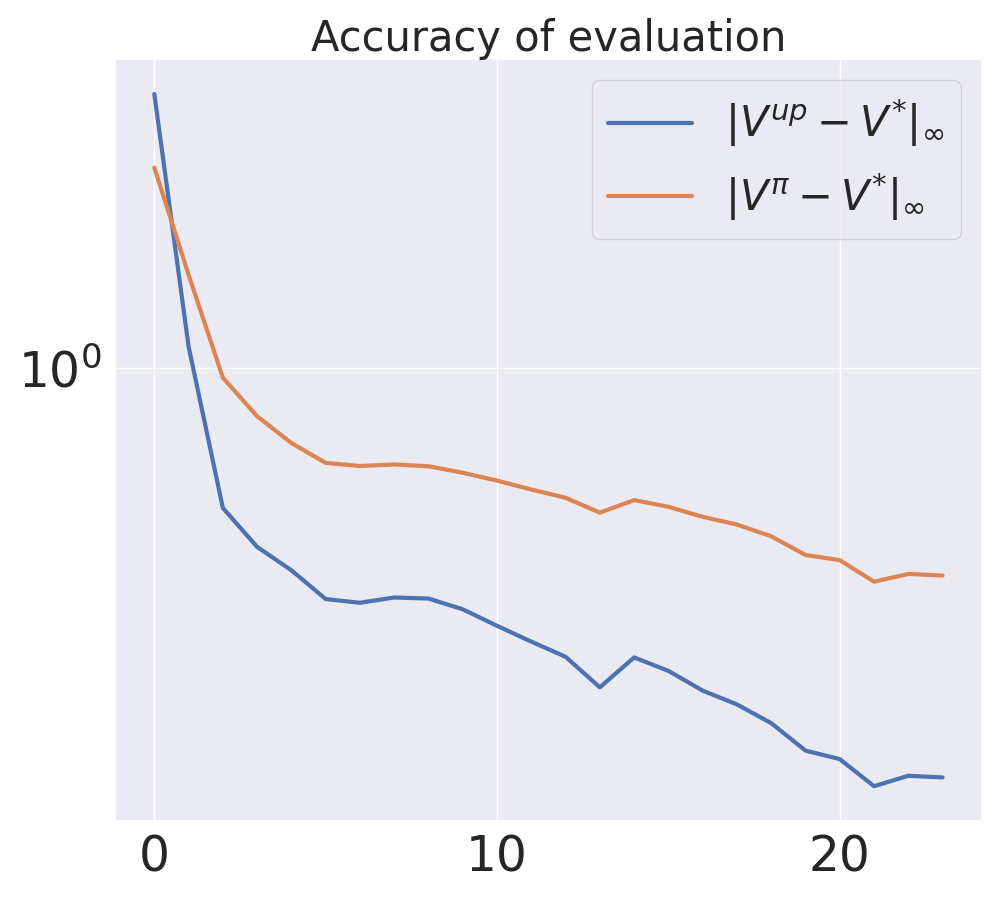 Accuracy of evaluation
|V^{up} − V^*|_∞
|V^π − V^*|_∞
10^0
0 10 20